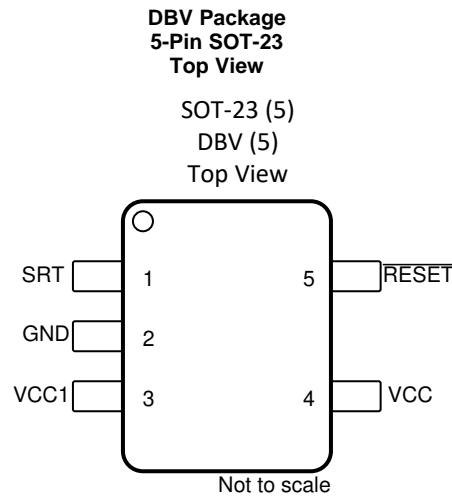 DBV Package
5-Pin SOT-23
Top View
SOT-23 (5)
DBV (5)
Top View
SRT 1 5 RESET
GND 2
VCC1 3 4 VCC
Not to scale